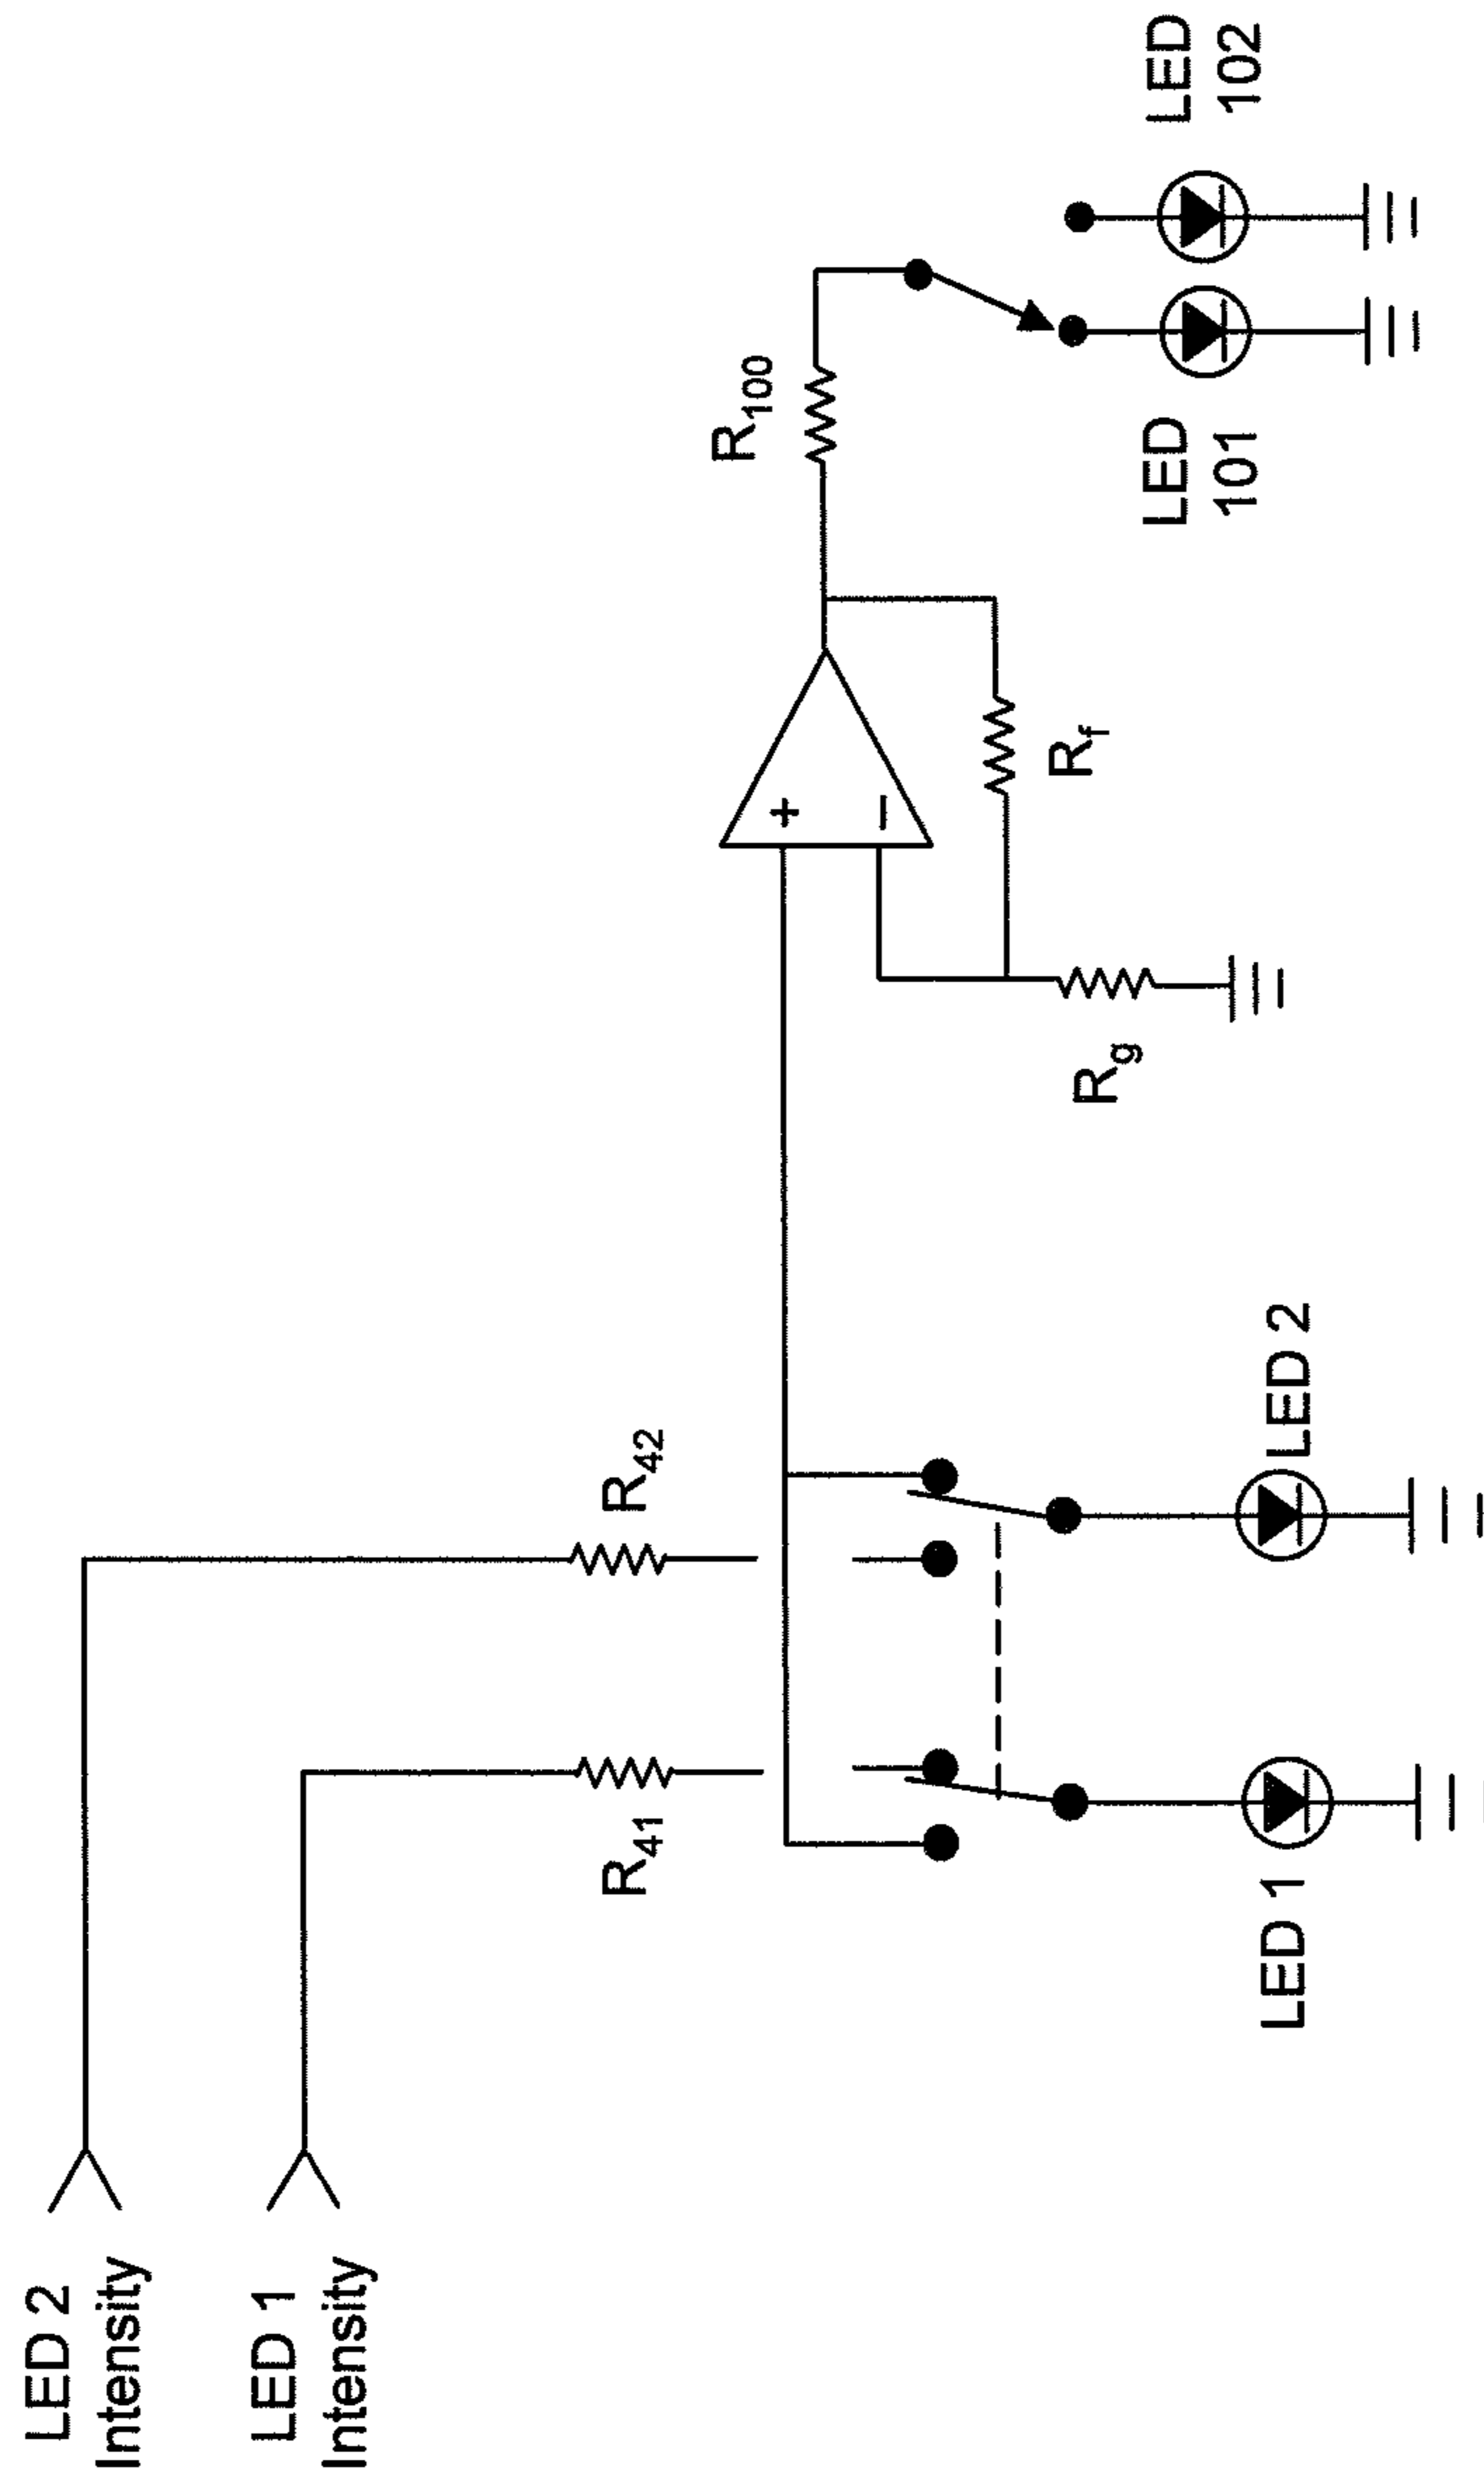 LED 2
Intensity
LED 1
Intensity
R42
R41
LED 1
LED 2
+
−
Rg
Rf
R100
LED
101
LED
102